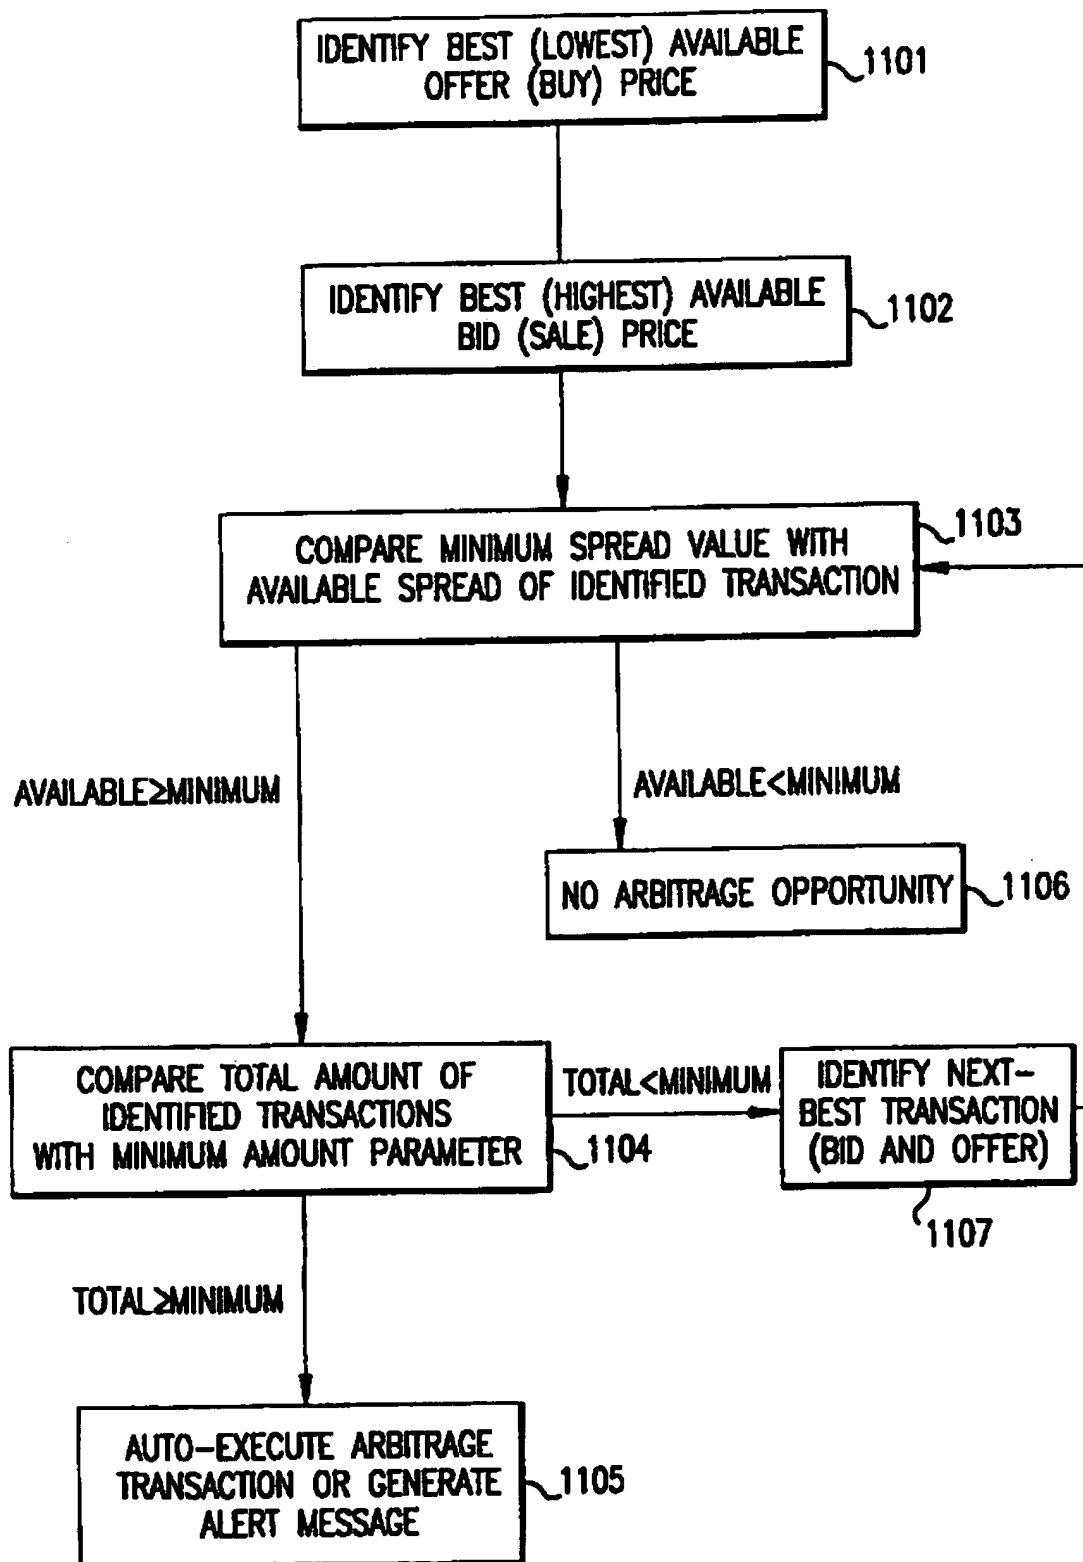 IDENTIFY BEST (LOWEST) AVAILABLE
OFFER (BUY) PRICE
1101
IDENTIFY BEST (HIGHEST) AVAILABLE
BID (SALE) PRICE
1102
COMPARE MINIMUM SPREAD VALUE WITH
AVAILABLE SPREAD OF IDENTIFIED TRANSACTION
1103
AVAILABLE≥MINIMUM
AVAILABLE<MINIMUM
NO ARBITRAGE OPPORTUNITY
1106
COMPARE TOTAL AMOUNT OF
IDENTIFIED TRANSACTIONS
WITH MINIMUM AMOUNT PARAMETER
1104
TOTAL<MINIMUM
IDENTIFY NEXT-
BEST TRANSACTION
(BID AND OFFER)
1107
TOTAL≥MINIMUM
AUTO-EXECUTE ARBITRAGE
TRANSACTION OR GENERATE
ALERT MESSAGE
1105